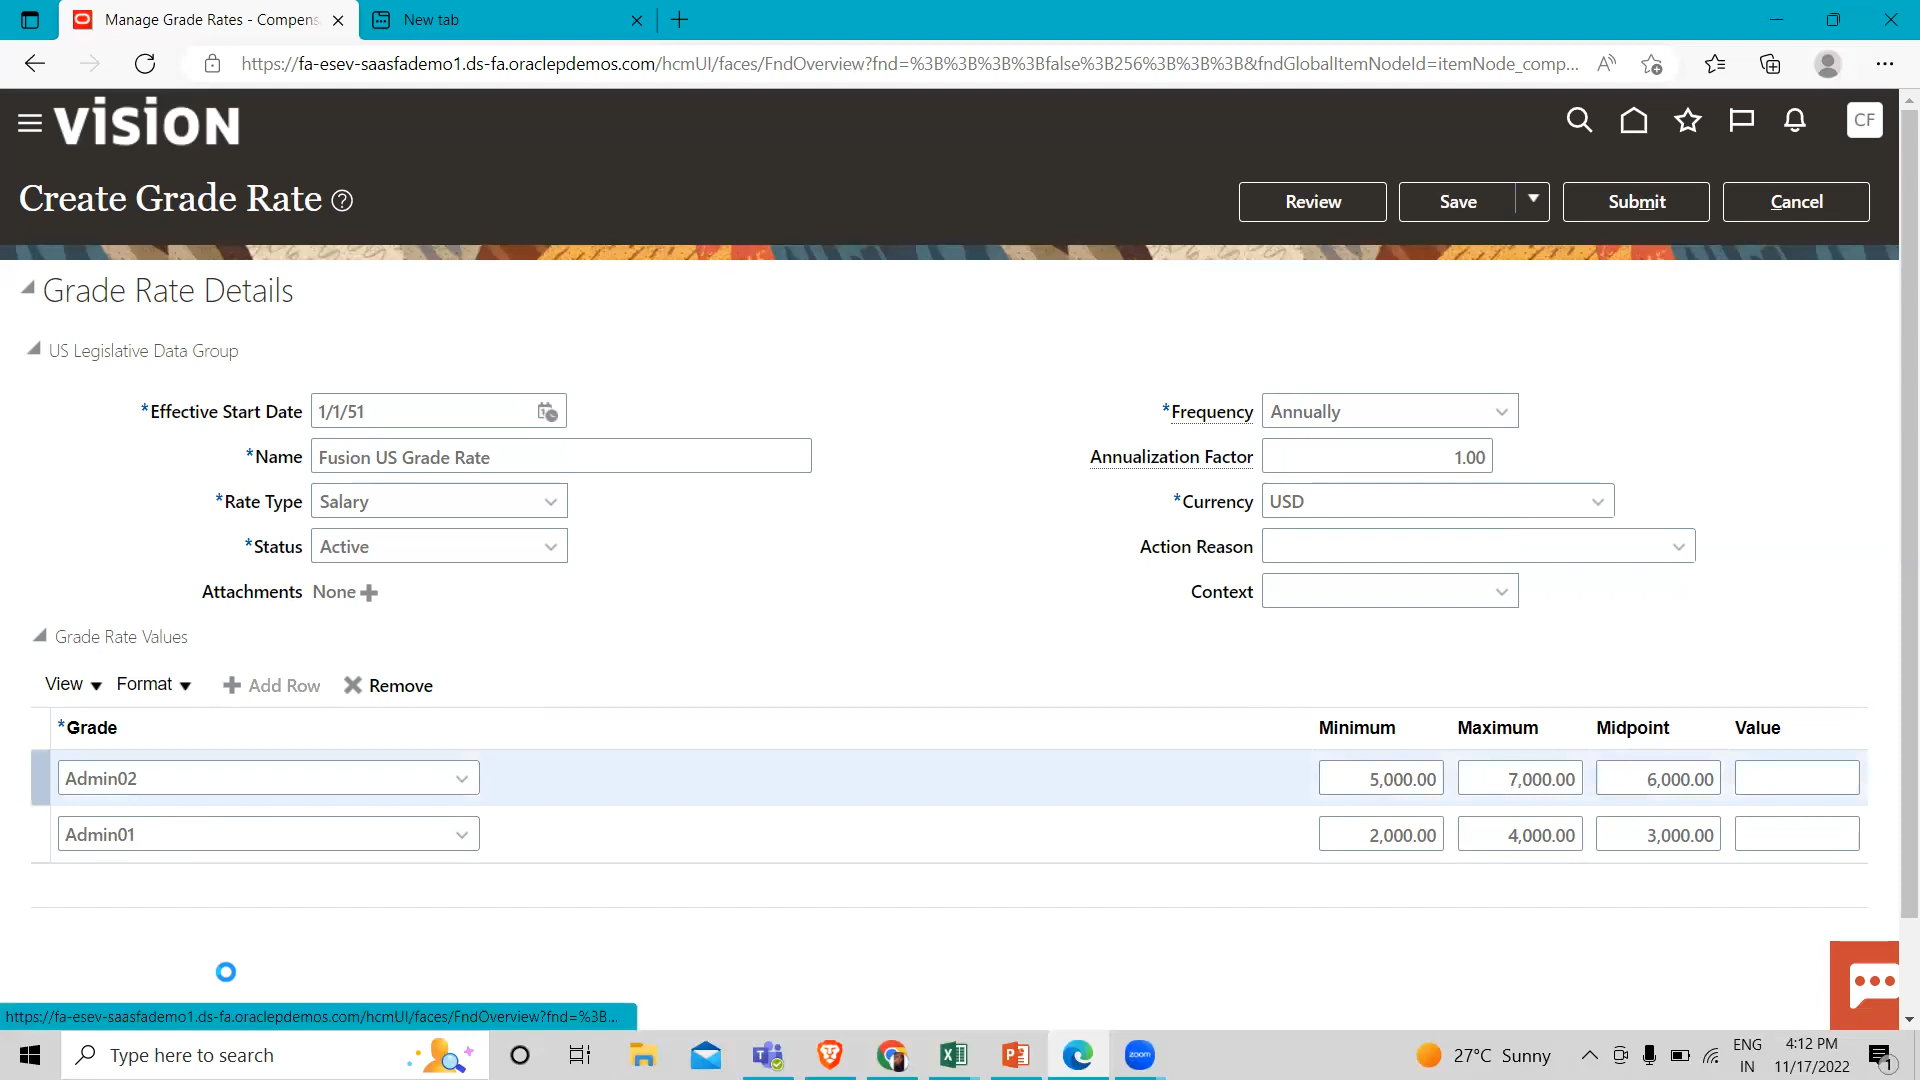 Manage Grade Rates - Compens
New tab
https://fa-esev-saasfademo1.ds-fa.oraclepdemos.com/hcmUI/faces/FndOverview?fnd=%3B%3B%3B%3Bfalse%3B256%3B%3B%3B&fndGlobalItemNodeId=itemNode_comp...
vision
CF
Create Grade Rate ?
Review Save Submit Cancel
Grade Rate Details
US Legislative Data Group
*Effective Start Date 1/1/51 *Frequency Annually
*Name Fusion US Grade Rate Annualization Factor 1.00
*Rate Type Salary *Currency USD
*Status Active Action Reason
Attachments None Context
Grade Rate Values
View Format Add Row Remove
*Grade Minimum Maximum Midpoint Value
Admin02 5,000.00 7,000.00 6,000.00
Admin01 2,000.00 4,000.00 3,000.00
https://fa-esev-saasfademo1.ds-fa.oraclepdemos.com/hcmUI/faces/FndOverview?fnd=%3B...
Type here to search
zoom
27°C Sunny
ENG
IN
4:12 PM
11/17/2022
1